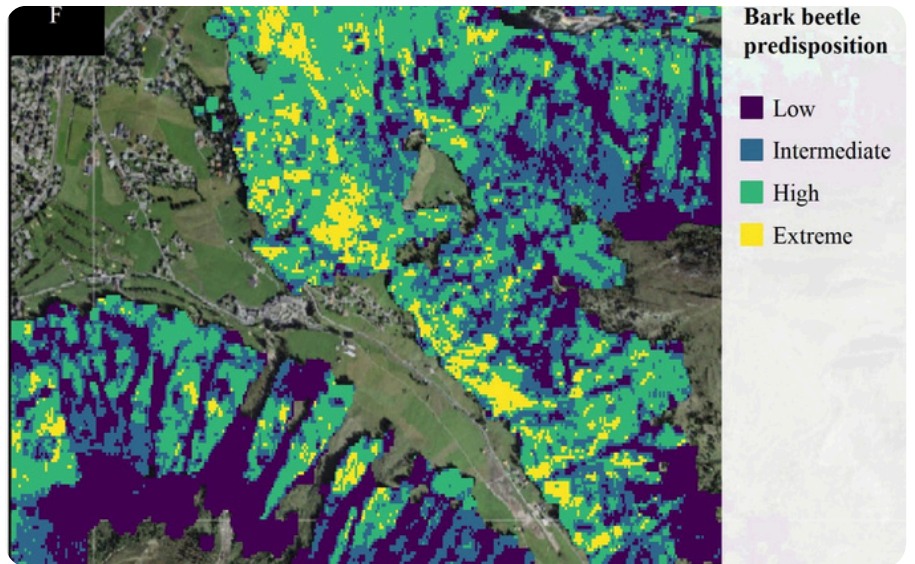 F
Bark beetle
predisposition
Low
Intermediate
High
Extreme